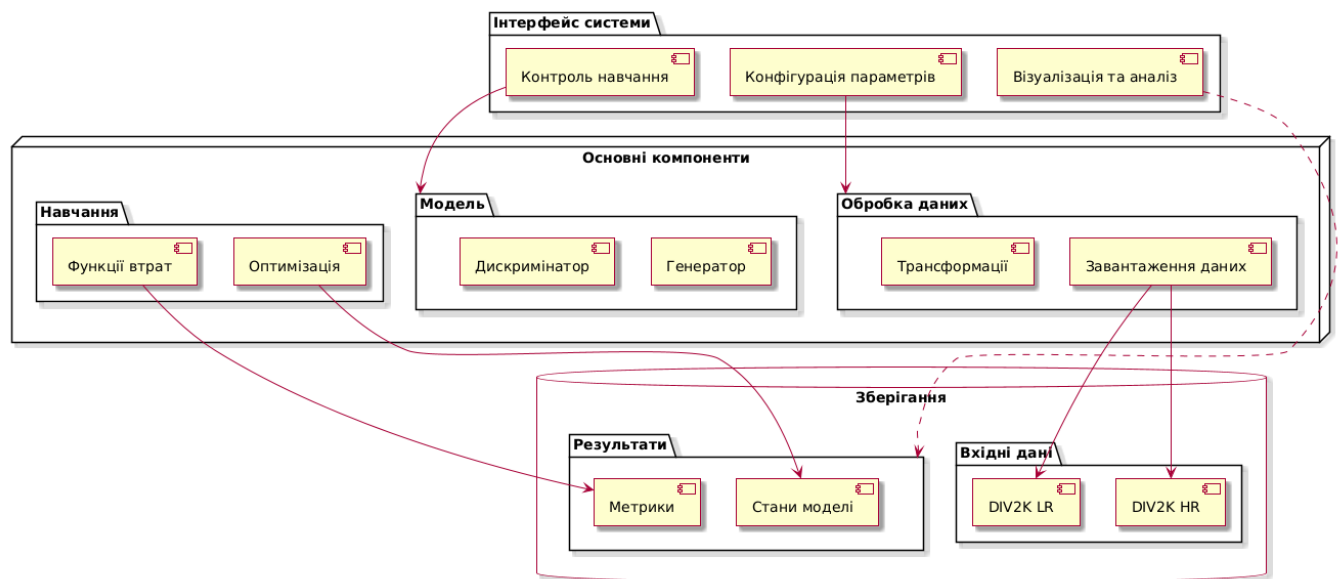 Інтерфейс системи
Контроль навчання
Конфігурація параметрів
Візуалізація та аналіз
Основні компоненти
Навчання
Функції втрат
Оптимізація
Модель
Дискримінатор
Генератор
Обробка даних
Трансформації
Завантаження даних
Зберігання
Результати
Метрики
Стани моделі
Вхідні дані
DIV2K LR
DIV2K HR